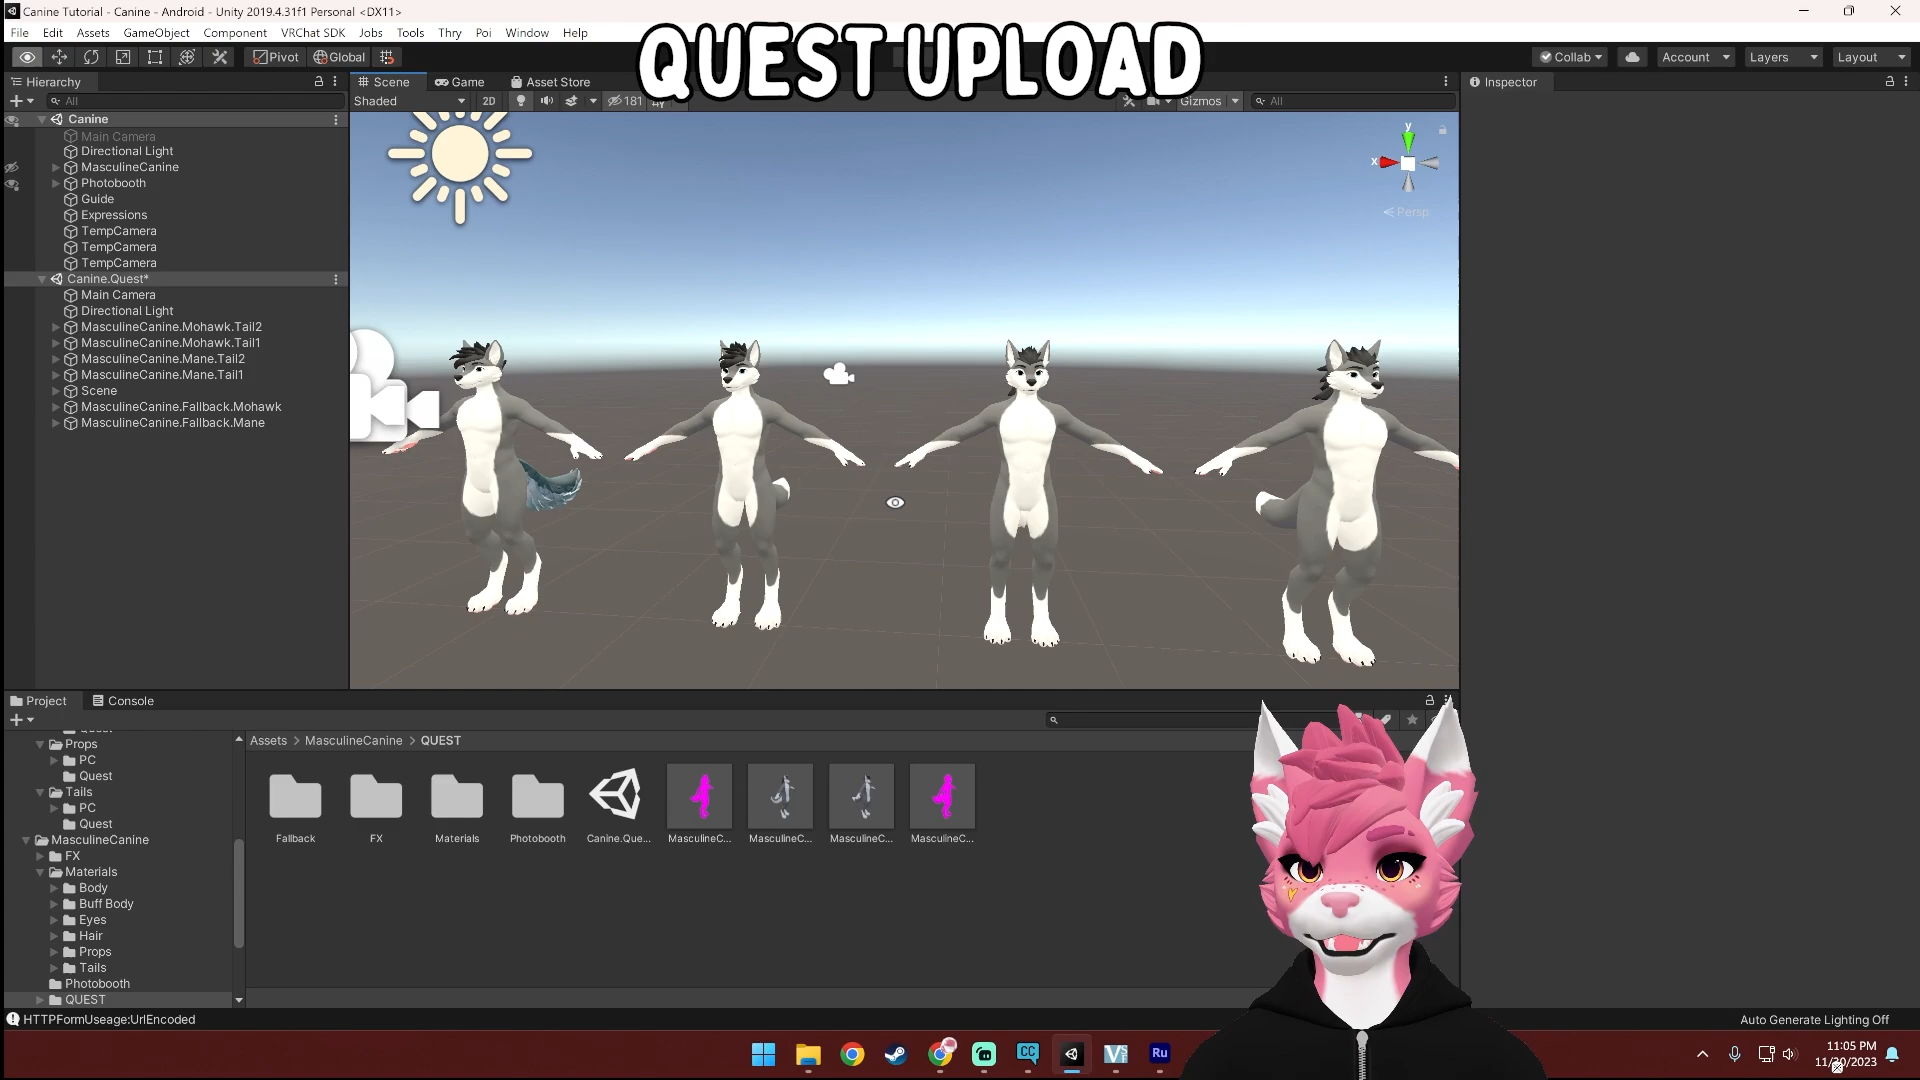 Canine Tutorial - Canine - Android - Unity 2019.4.31f1 Personal <DX11>
File Edit Assets GameObject Component VRChat SDK Jobs Tools Thry Poi Window Help
QUEST UPLOAD
Pivot Global
Collab Account Layers Layout
Hierarchy
Scene Game Asset Store
Inspector
All
Shaded 2D 181 Gizmos All
Canine
Main Camera
Directional Light
MasculineCanine
Photobooth
Guide
Expressions
TempCamera
TempCamera
TempCamera
Canine.Quest*
Main Camera
Directional Light
MasculineCanine.Mohawk.Tail2
MasculineCanine.Mohawk.Tail1
MasculineCanine.Mane.Tail2
MasculineCanine.Mane.Tail1
Scene
MasculineCanine.Fallback.Mohawk
MasculineCanine.Fallback.Mane
y
x
Persp
Project Console
Props
PC
Quest
Tails
PC
Quest
MasculineCanine
FX
Materials
Body
Buff Body
Eyes
Hair
Props
Tails
Photobooth
QUEST
Assets > MasculineCanine > QUEST
Fallback FX Materials Photobooth Canine.Que... MasculineC... MasculineC... MasculineC... MasculineC...
HTTPFormUseage:UrlEncoded
Auto Generate Lighting Off
CC
VS
Ru
11:05 PM